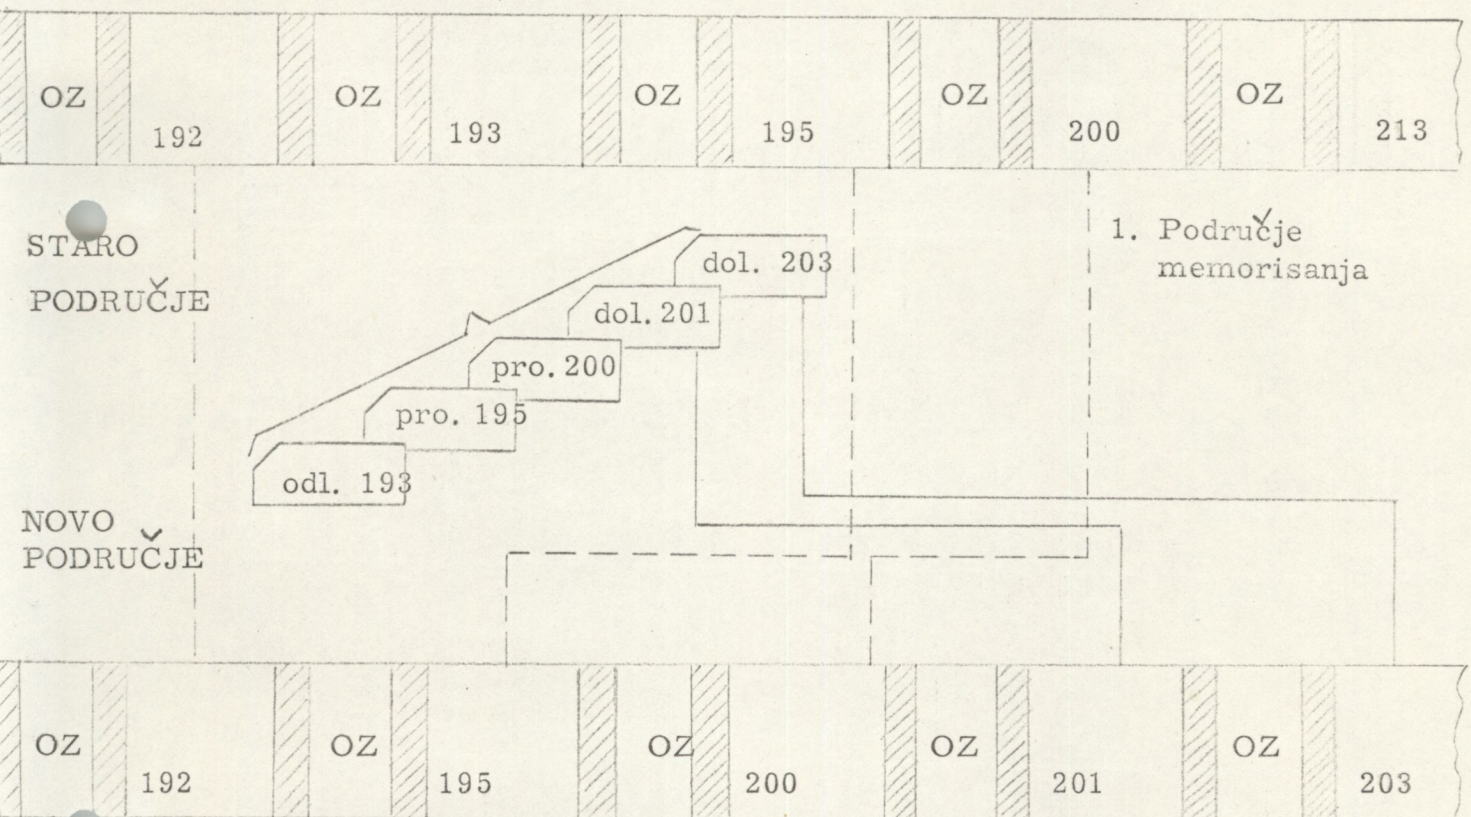 OZ 192 OZ 193 OZ 195 OZ 200 OZ 213
STARO
PODRUČJE
1. Područje
memorisanja
dol. 203
dol. 201
pro. 200
pro. 195
odl. 193
NOVO
PODRUČJE
OZ 192 OZ 195 OZ 200 OZ 201 OZ 203